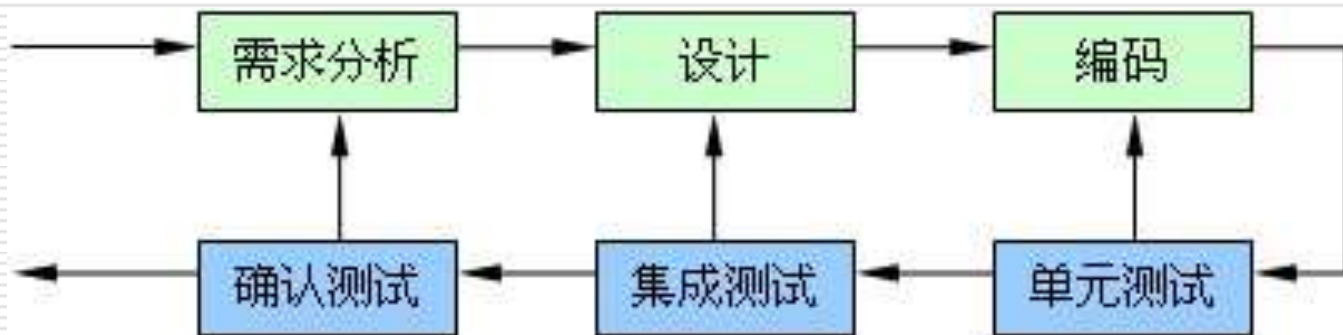 需求分析
设计
编码
确认测试
集成测试
单元测试